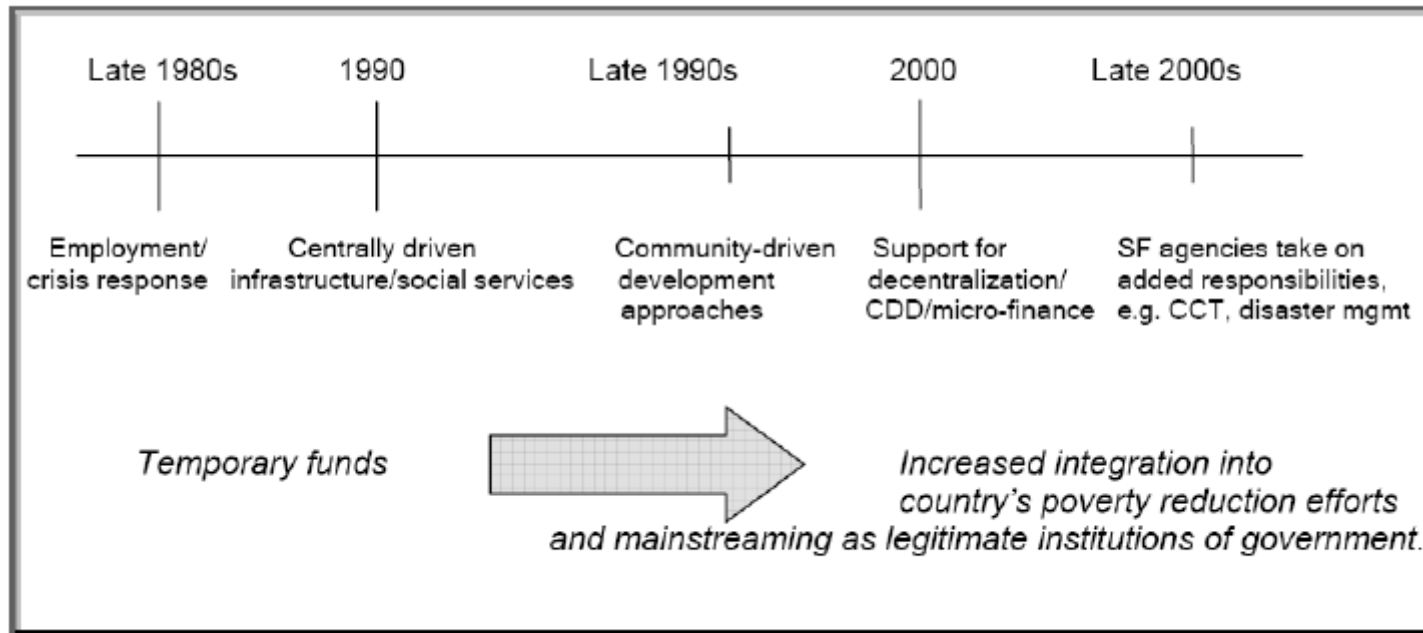 Late 1980s 1990 Late 1990s 2000 Late 2000s
Employment/ Centrally driven Community-driven Support for SF agencies take on
crisis response infrastructure/social services development decentralization/ added responsibilities,
approaches CDD/micro-finance e.g. CCT, disaster mgmt
Temporary funds Increased integration into
country's poverty reduction efforts
and mainstreaming as legitimate institutions of government.